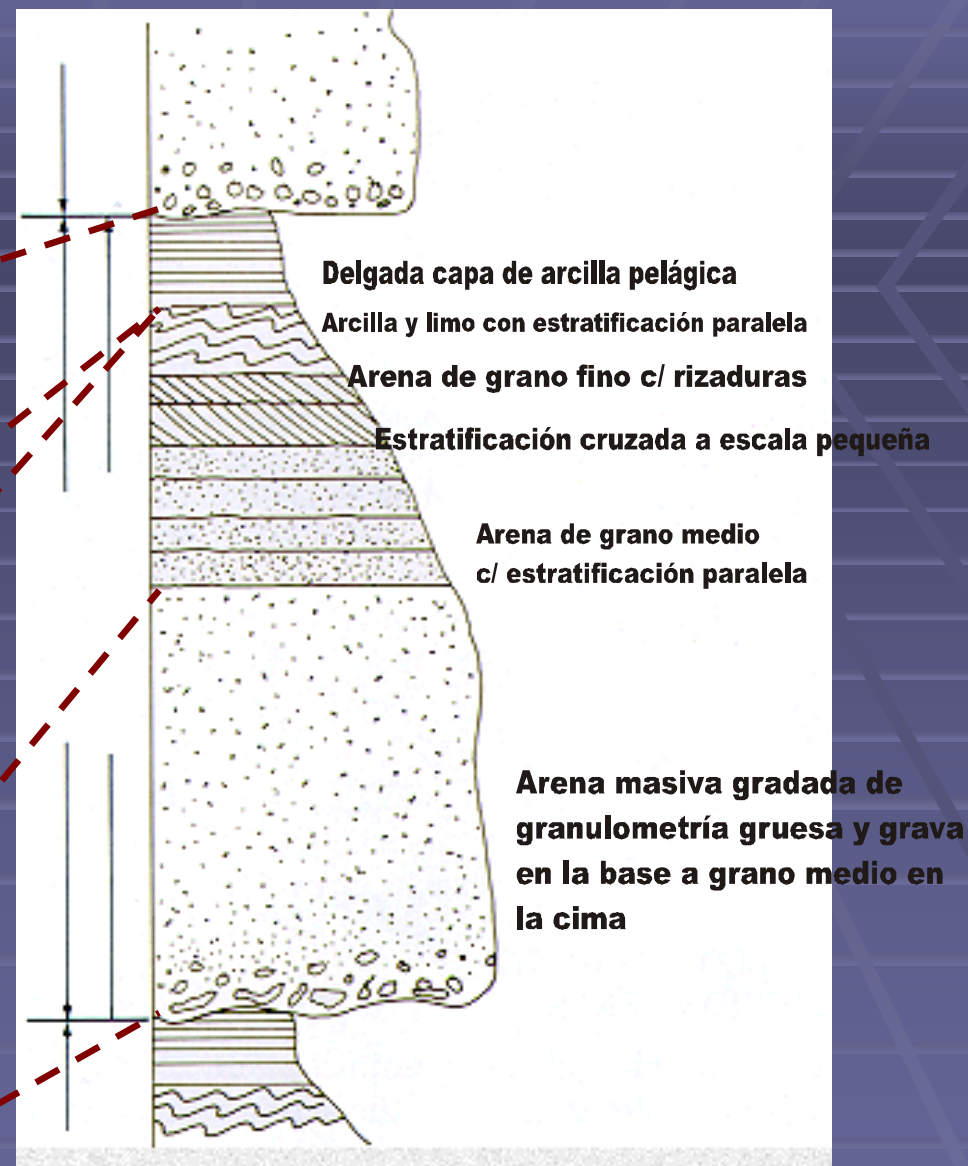 Delgada capa de arcilla pelágica
Arcilla y limo con estratificación paralela
Arena de grano fino c/ rizaduras
Estratificación cruzada a escala pequeña
Arena de grano medio
c/ estratificación paralela
Arena masiva gradada de
granulometría gruesa y grava
en la base a grano medio en
la cima